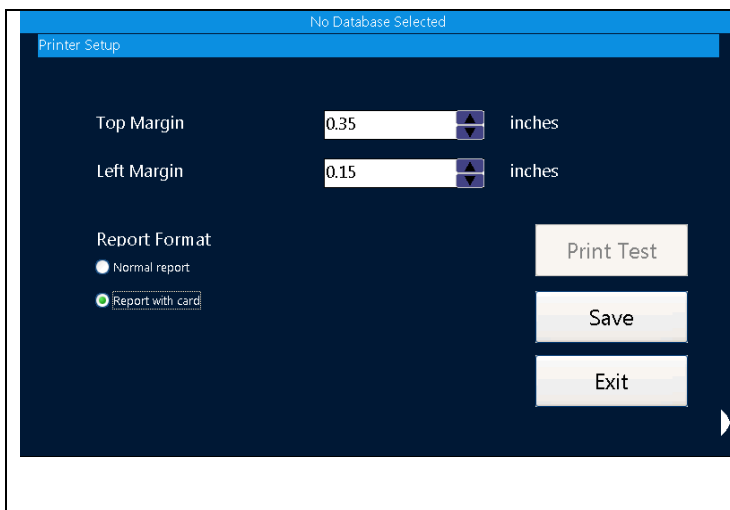 No Database Selected
Printer Setup
Top Margin 0.35 inches
Left Margin 0.15 inches
Report Format
Normal report
Report with card
Print Test
Save
Exit